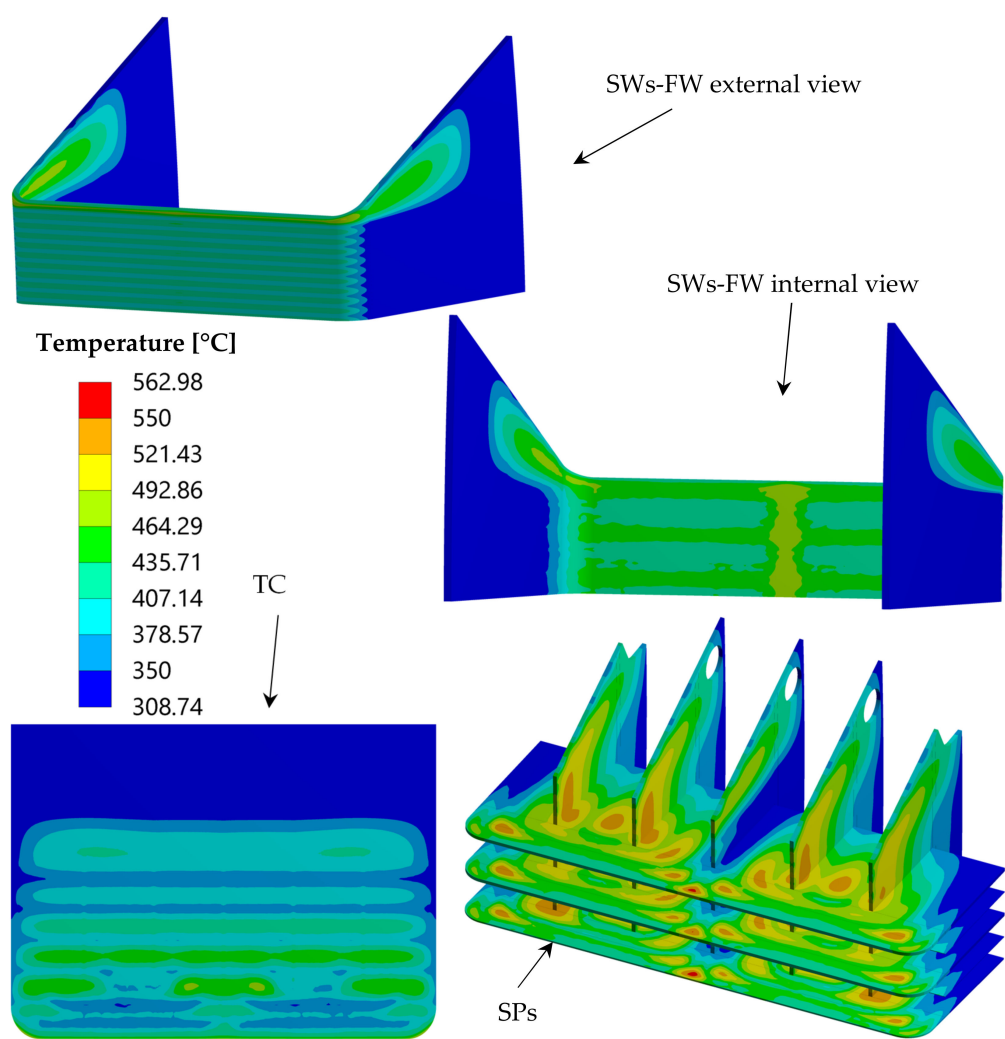 SWs-FW external view
SWs-FW internal view
Temperature [°C]
562.98
550
521.43
492.86
464.29
435.71
407.14
378.57
350
308.74
TC
SPs